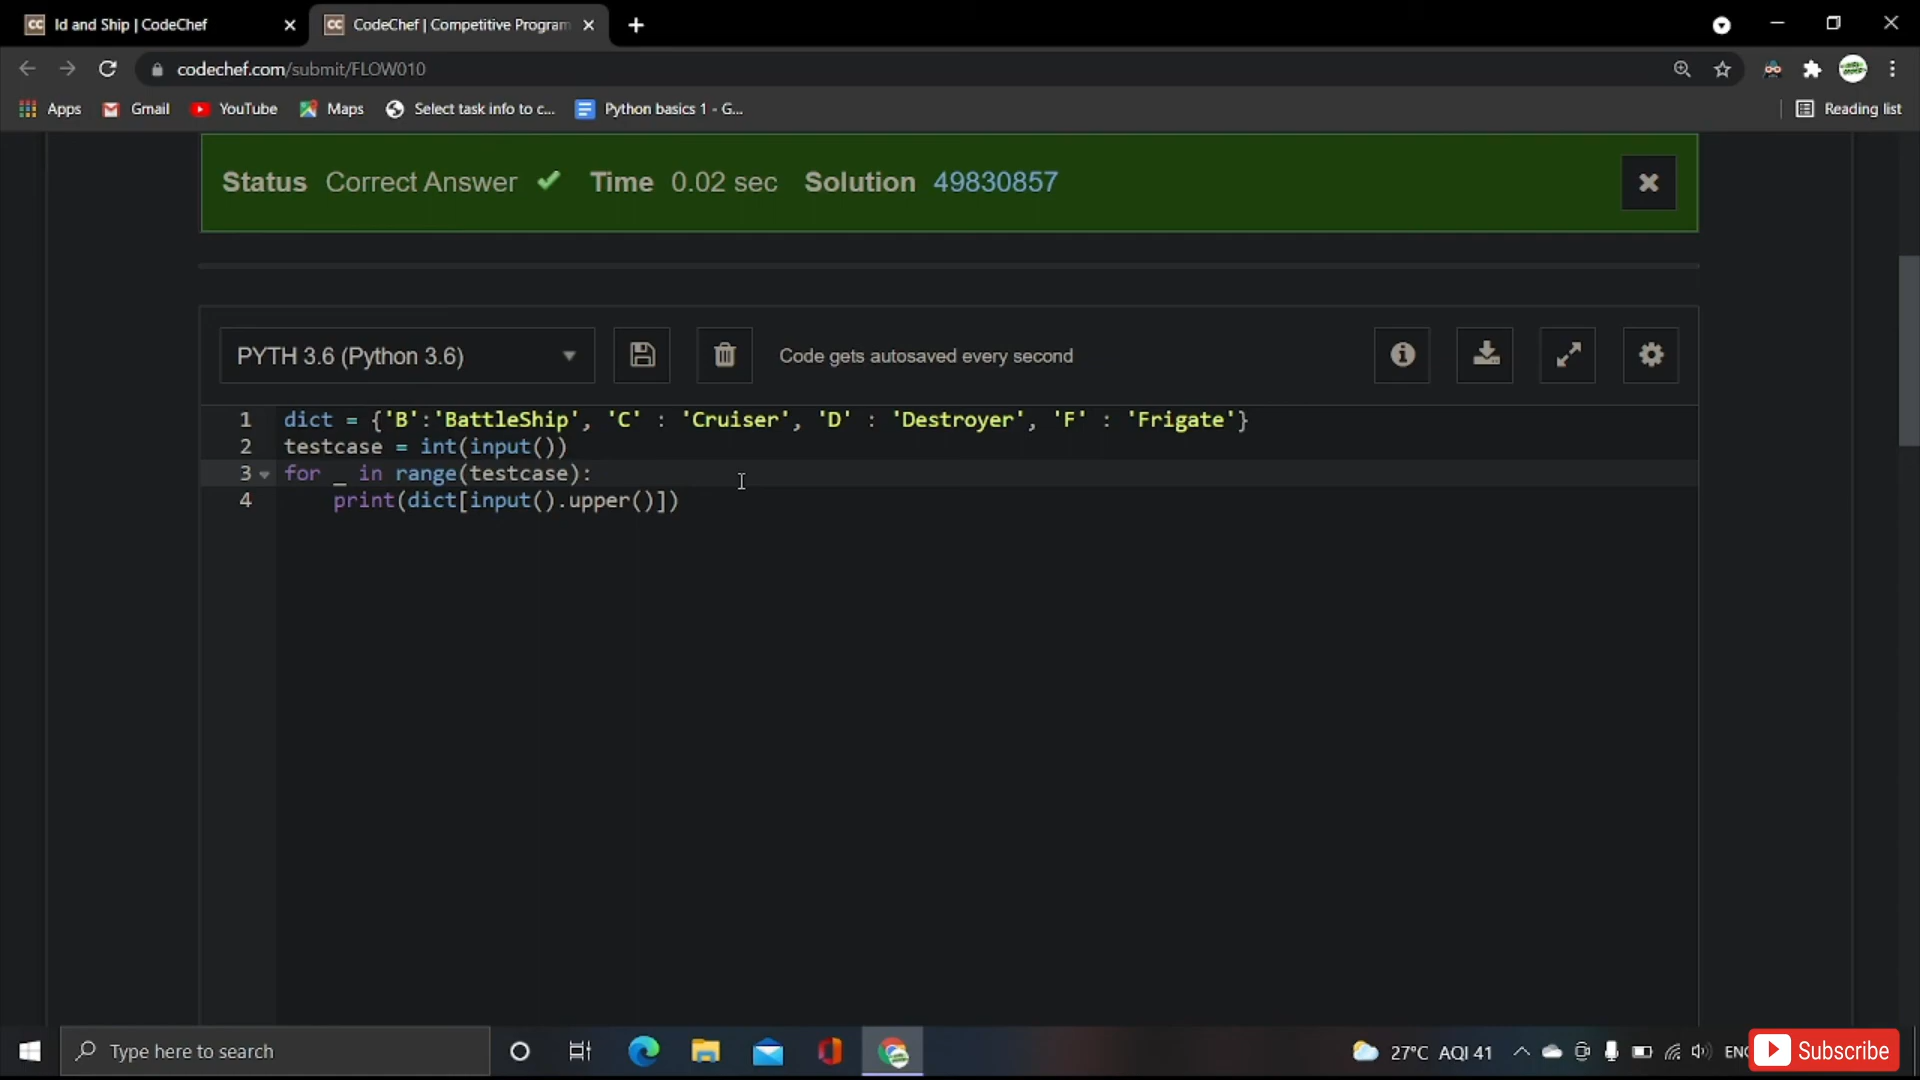 Id and Ship | CodeChef
CodeChef | Competitive Program
codechef.com/submit/FLOW010
Apps
Gmail
YouTube
Maps
Select task info to c...
Python basics 1 - G...
Reading list
Status Correct Answer Time 0.02 sec Solution 49830857
PYTH 3.6 (Python 3.6)
Code gets autosaved every second
1 dict = {'B':'BattleShip', 'C' : 'Cruiser', 'D' : 'Destroyer', 'F' : 'Frigate'}
2 testcase = int(input())
3 for _ in range(testcase):
4 print(dict[input().upper()])
Type here to search
27°C AQI 41
ENG
Subscribe